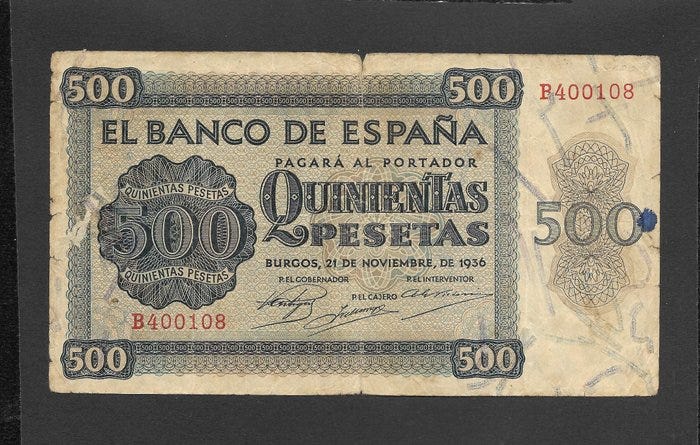 500 500
B400108
EL BANCO DE ESPAÑA
PAGARÁ AL PORTADOR
QUINIENTAS PESETAS
500
QUINIENTAS PESETAS
QUINIENTAS
PESETAS
500
BURGOS, 21 DE NOVIEMBRE, DE 1936
P. EL GOBERNADOR P. EL INTERVENTOR
P. EL CAJERO
B400108
500 500